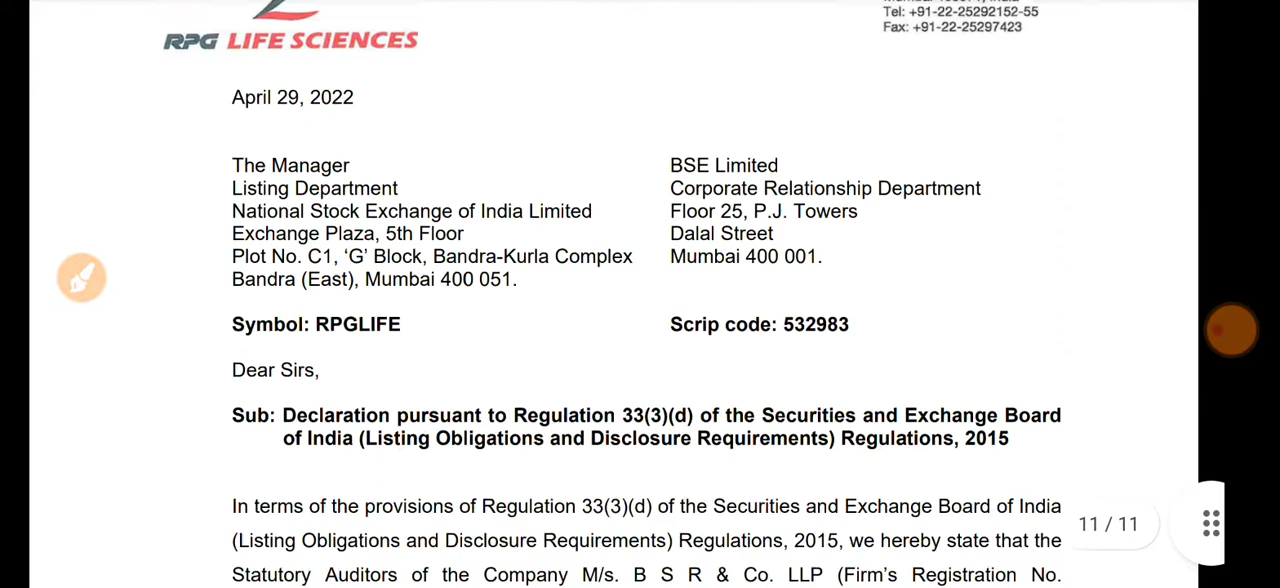 Tel: +91-22-25292152-55
Fax: +91-22-25297423
RPG LIFE SCIENCES
April 29, 2022
The Manager
Listing Department
National Stock Exchange of India Limited
Exchange Plaza, 5th Floor
Plot No. C1, ‘G’ Block, Bandra-Kurla Complex
Bandra (East), Mumbai 400 051.
BSE Limited
Corporate Relationship Department
Floor 25, P.J. Towers
Dalal Street
Mumbai 400 001.
Symbol: RPGLIFE
Scrip code: 532983
Dear Sirs,
Sub: Declaration pursuant to Regulation 33(3)(d) of the Securities and Exchange Board
of India (Listing Obligations and Disclosure Requirements) Regulations, 2015
In terms of the provisions of Regulation 33(3)(d) of the Securities and Exchange Board of India
(Listing Obligations and Disclosure Requirements) Regulations, 2015, we hereby state that the
Statutory Auditors of the Company M/s. B S R & Co. LLP (Firm’s Registration No.
11 / 11